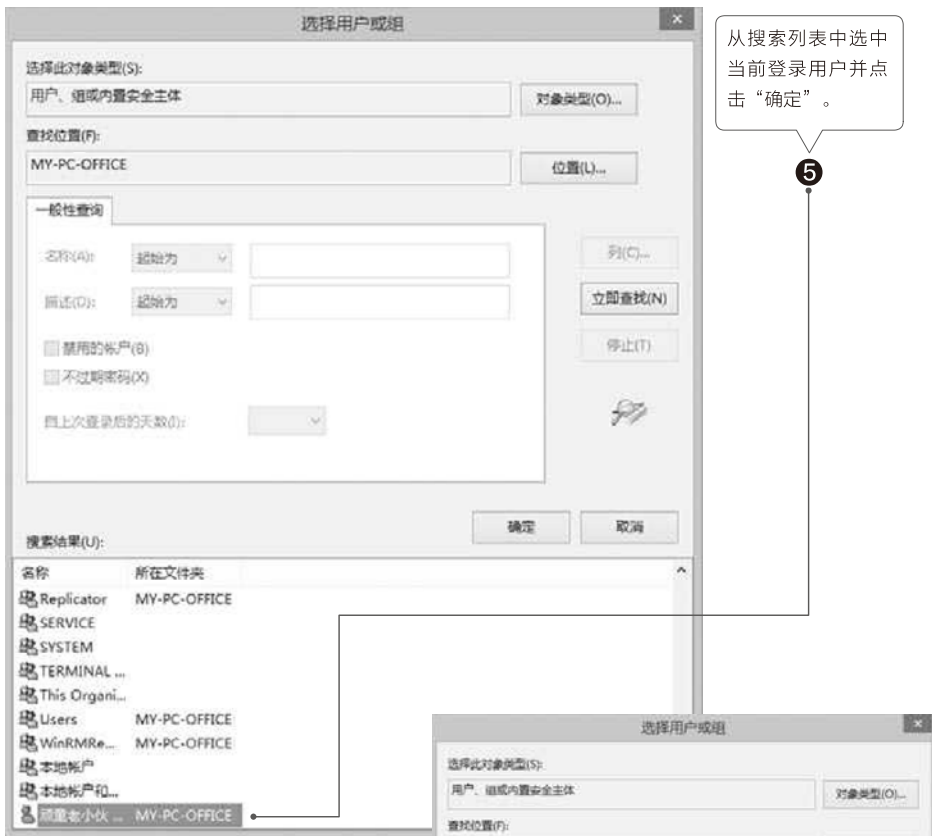 选择用户或组
从搜索列表中选中
当前登录用户并点
击“确定”。
5
选择此对象类型(S):
用户、组或内置安全主体
对象类型(O)...
查找位置(F):
MY-PC-OFFICE
位置(L)...
一般性查询
名称(A):
起始为
列(C)...
描述(D):
起始为
立即查找(N)
禁用的帐户(B)
停止(T)
不过期密码(X)
自上次登录后的天数(I):
确定
取消
搜索结果(U):
名称
所在文件夹
Replicator MY-PC-OFFICE
SERVICE
SYSTEM
TERMINAL ...
This Organi...
Users MY-PC-OFFICE
WinRMRe... MY-PC-OFFICE
本地帐户
本地帐户和...
顽童老小伙 ... MY-PC-OFFICE
选择用户或组
选择此对象类型(S):
用户、组或内置安全主体
对象类型(O)...
查找位置(F):